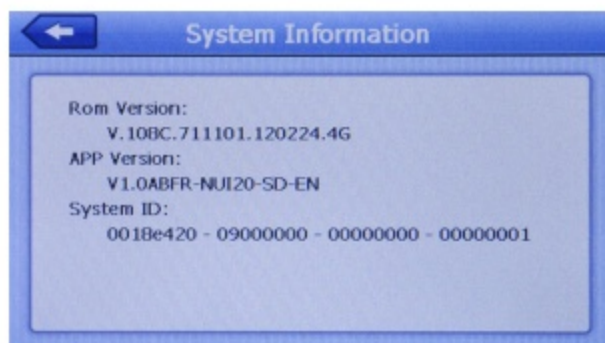 System Information
Rom Version:
V.108C.711101.120224.4G
APP Version:
V1.0ABFR-NUI20-SD-EN
System ID:
0018e420 - 09000000 - 00000000 - 00000001